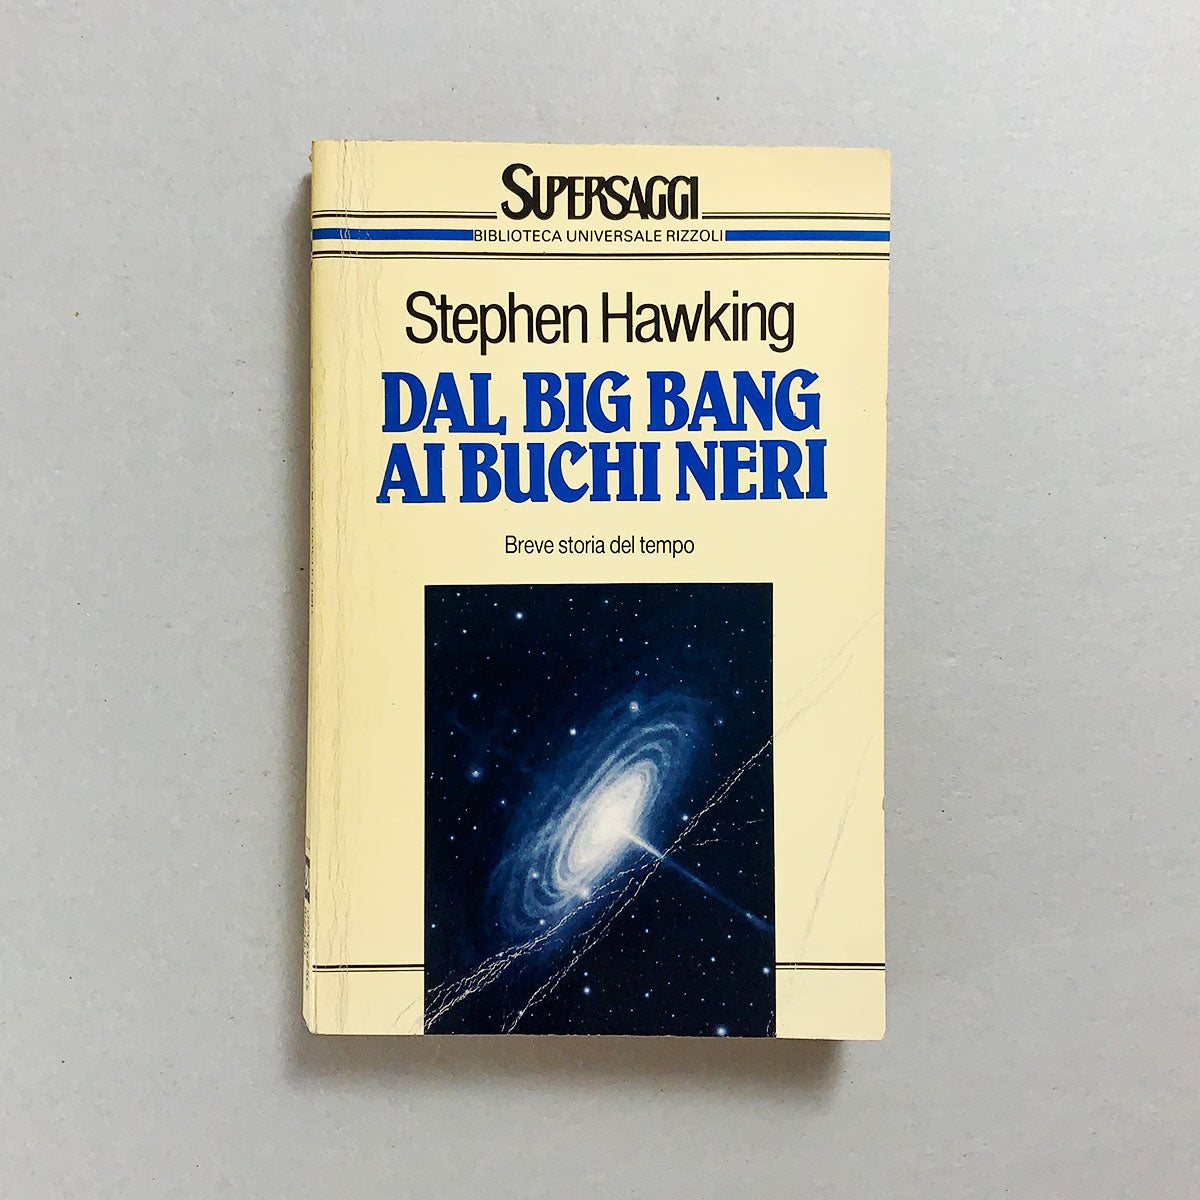 SUPERSAGGI
BIBLIOTECA UNIVERSALE RIZZOLI
Stephen Hawking
DAL BIG BANG
AI BUCHI NERI
Breve storia del tempo